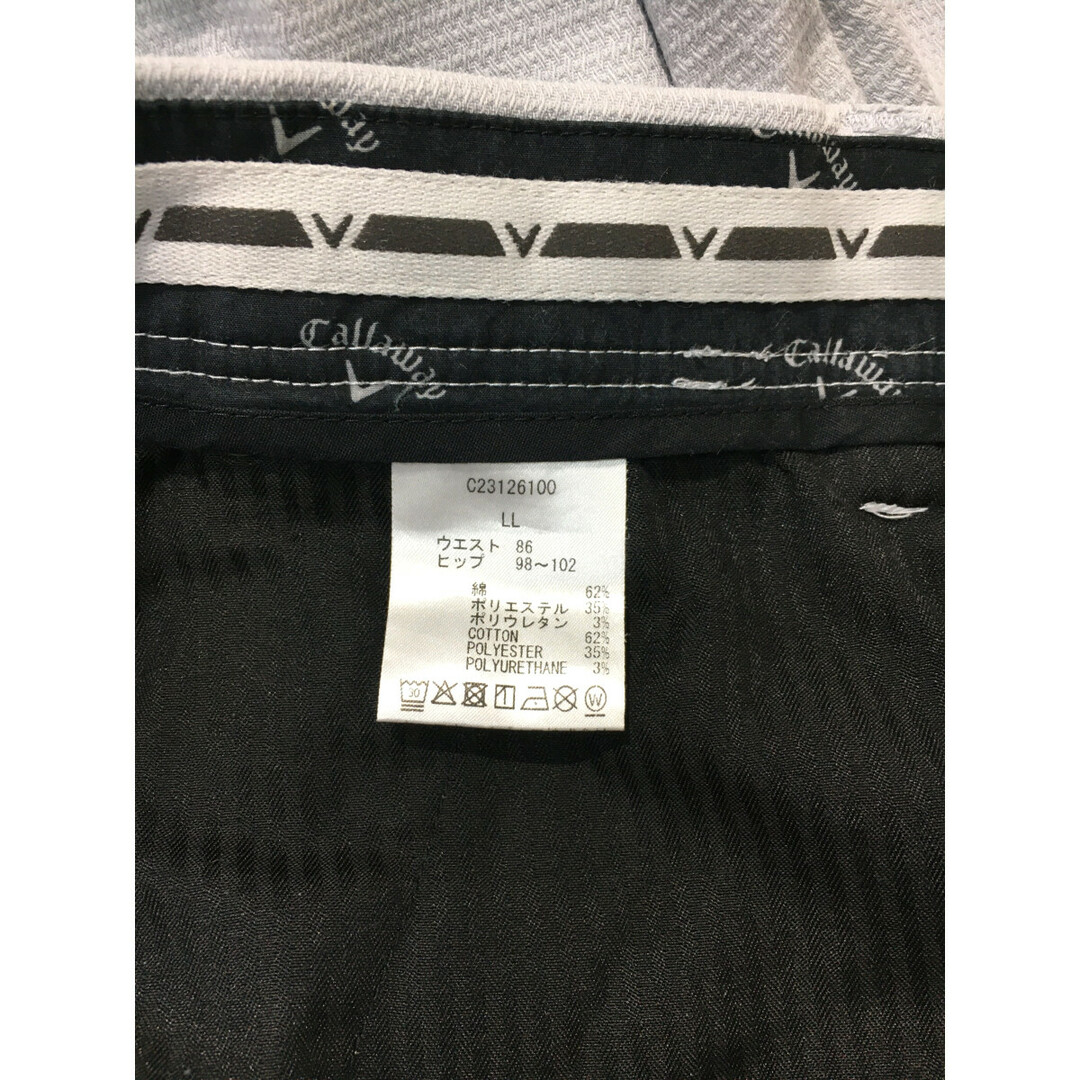 Callaway
Callaway
C23126100
LL
ウエスト 86
ヒップ 98～102
綿 62%
ポリエステル 35%
ポリウレタン 3%
COTTON 62%
POLYESTER 35%
POLYURETHANE 3%
30
W